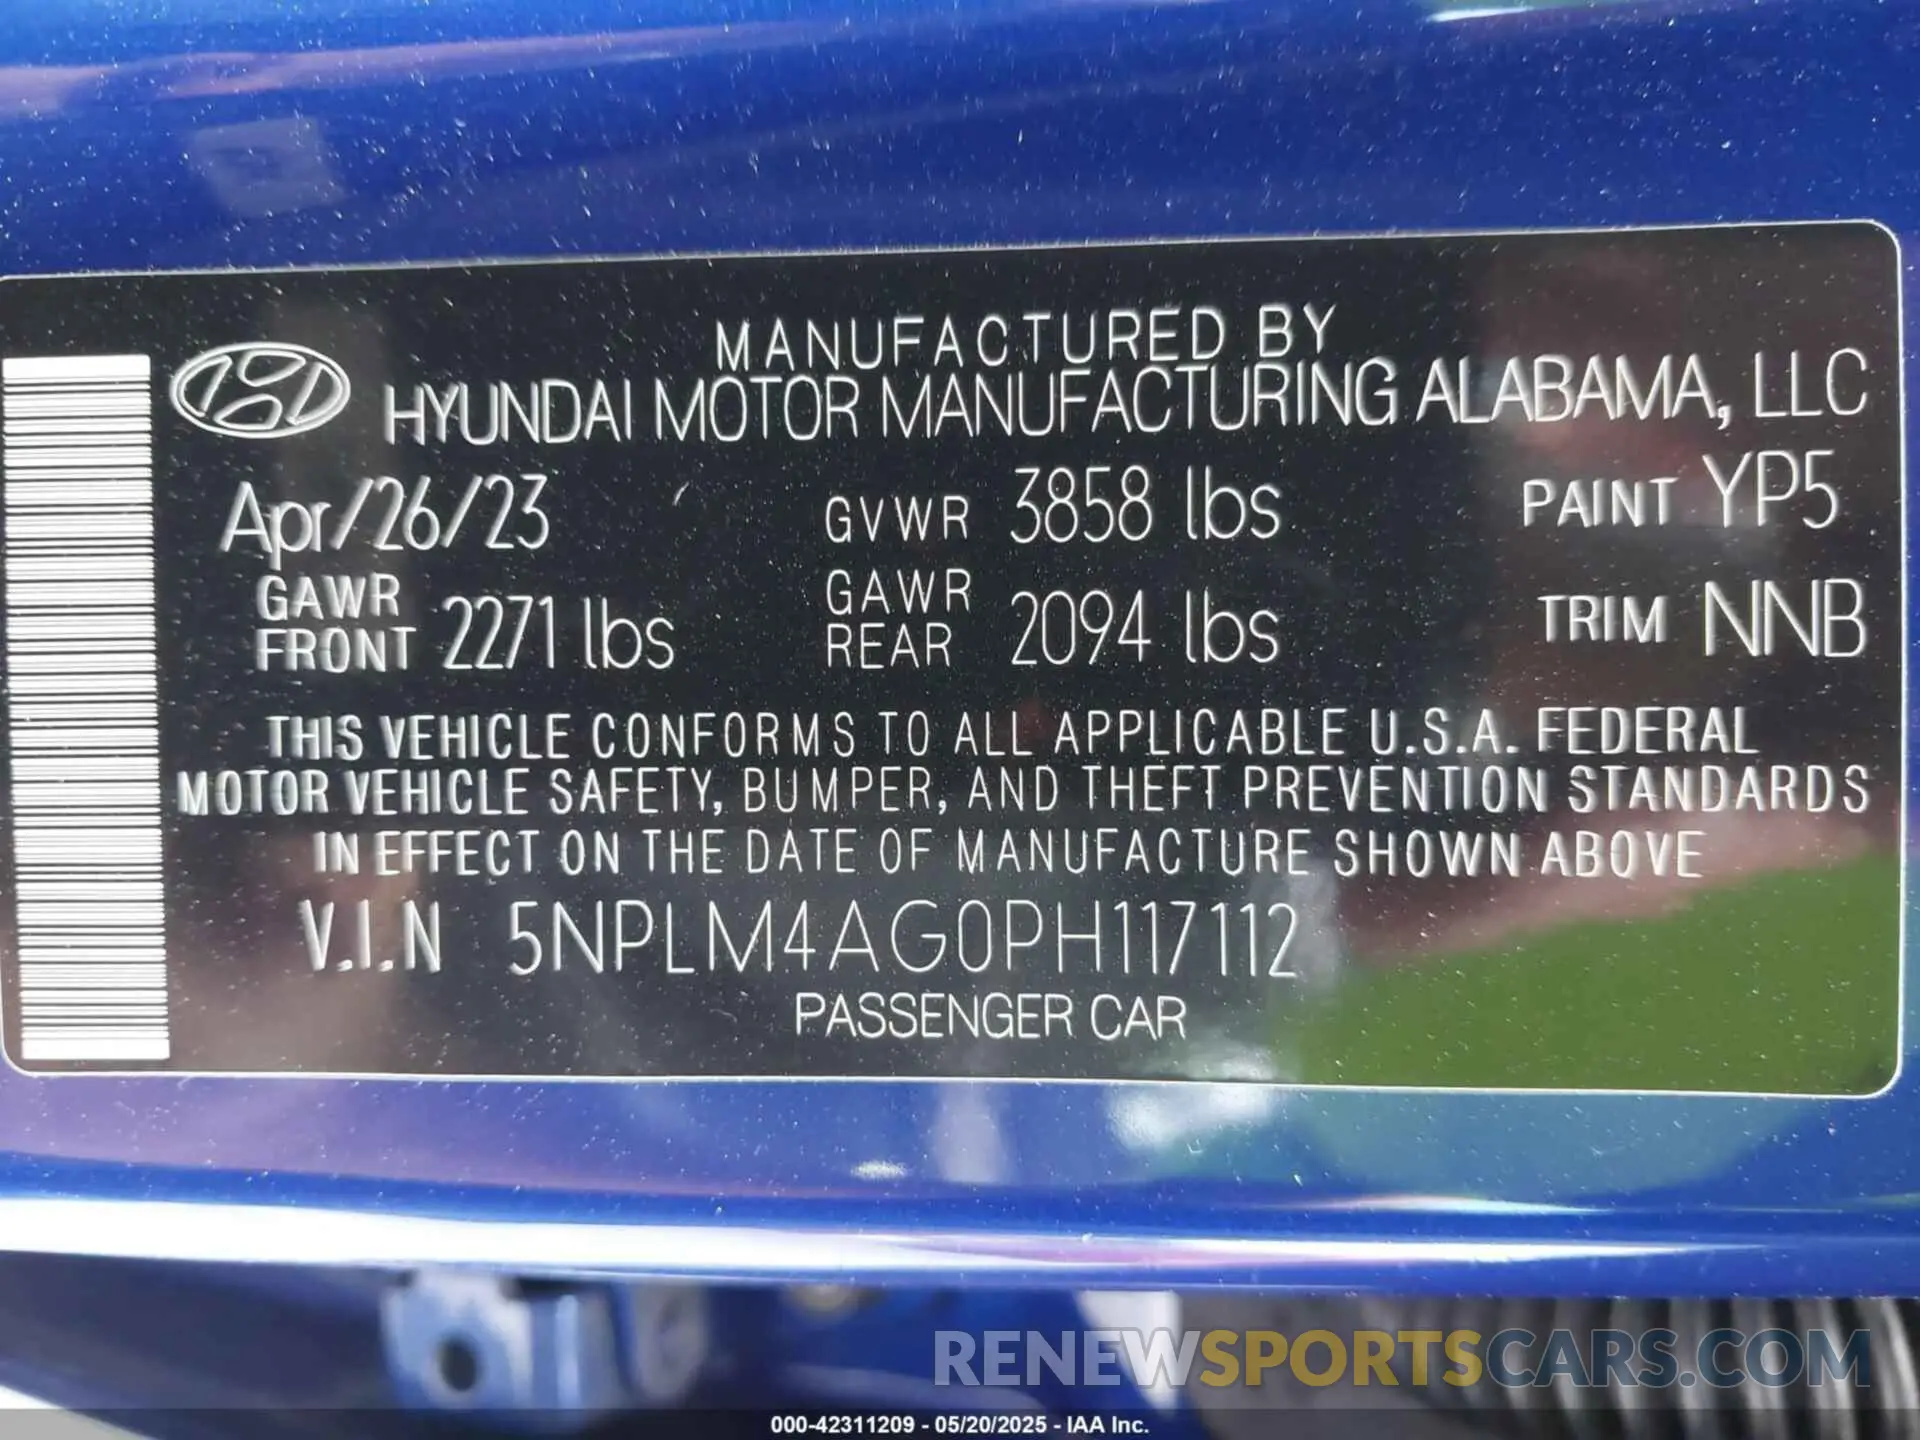 MANUFACTURED BY
HYUNDAI MOTOR MANUFACTURING ALABAMA, LLC
Apr/26/23 GVWR 3858 lbs PAINT YP5
GAWR FRONT 2271 lbs GAWR REAR 2094 lbs TRIM NNB
THIS VEHICLE CONFORMS TO ALL APPLICABLE U.S.A. FEDERAL
MOTOR VEHICLE SAFETY, BUMPER, AND THEFT PREVENTION STANDARDS
IN EFFECT ON THE DATE OF MANUFACTURE SHOWN ABOVE
V.I.N 5NPLM4AG0PH117112
PASSENGER CAR
RENEWSPORTSCARS.COM
000-42311209 - 05/20/2025 - IAA Inc.